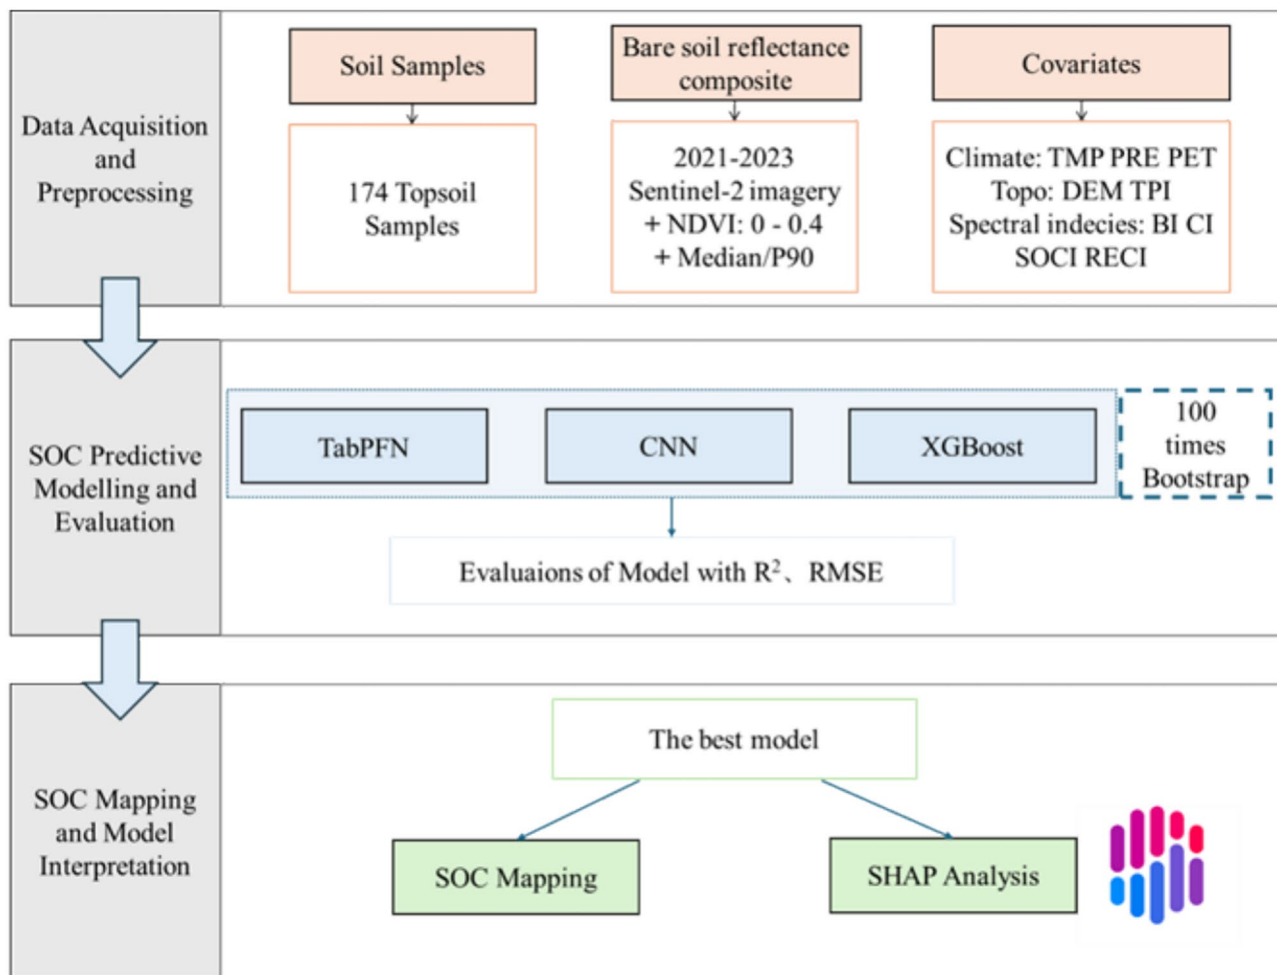 Data Acquisition
and
Preprocessing
Soil Samples
174 Topsoil
Samples
Bare soil reflectance
composite
2021-2023
Sentinel-2 imagery
+ NDVI: 0 - 0.4
+ Median/P90
Covariates
Climate: TMP PRE PET
Topo: DEM TPI
Spectral indecies: BI CI
SOCI RECI
SOC Predictive
Modelling and
Evaluation
TabPFN
CNN
XGBoost
100
times
Bootstrap
Evaluaions of Model with R²、RMSE
SOC Mapping
and Model
Interpretation
The best model
SOC Mapping
SHAP Analysis